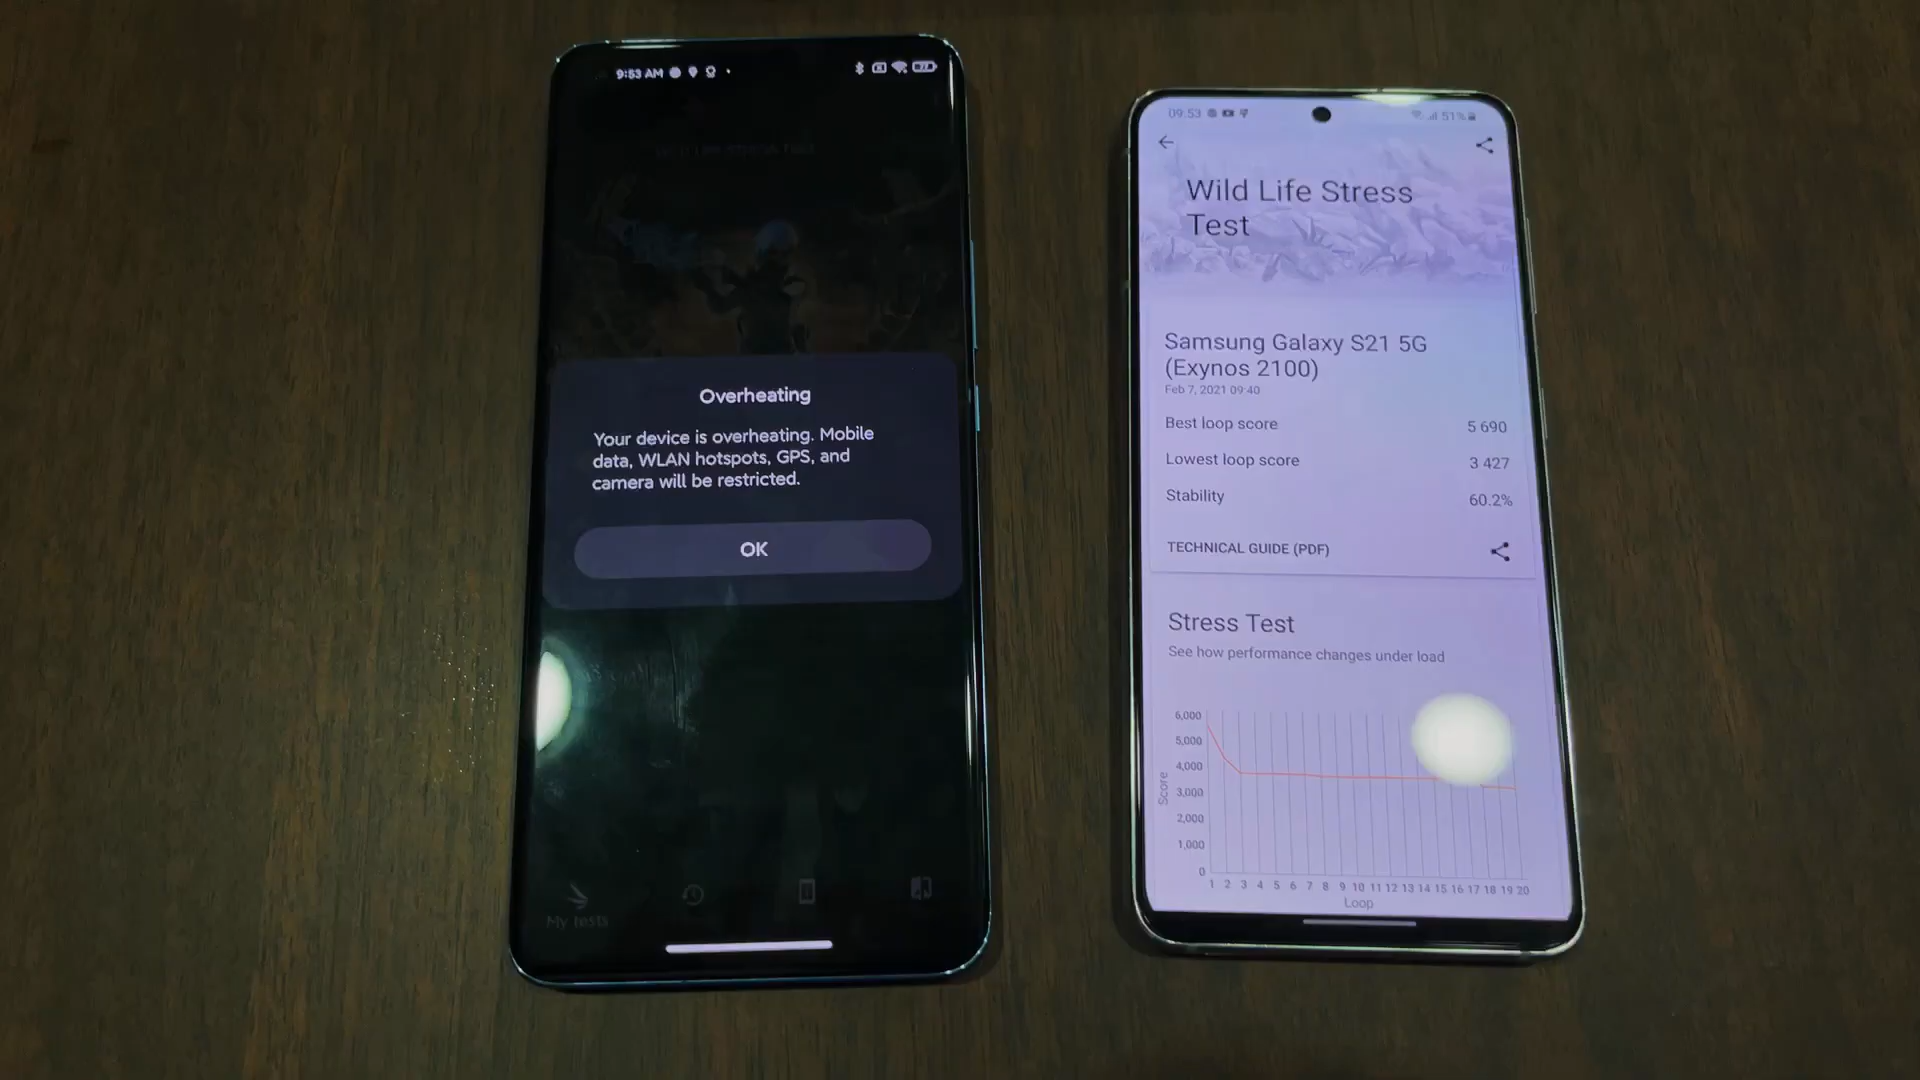 9:53 AM
Overheating
Your device is overheating. Mobile
data, WLAN hotspots, GPS, and
camera will be restricted.
OK
My tests
09:53
51%
Wild Life Stress
Test
Samsung Galaxy S21 5G
(Exynos 2100)
Feb 7, 2021 09:40
Best loop score 5 690
Lowest loop score 3 427
Stability 60.2%
TECHNICAL GUIDE (PDF)
Stress Test
See how performance changes under load
6,000
5,000
4,000
3,000
2,000
1,000
0
Score
1 2 3 4 5 6 7 8 9 10 11 12 13 14 15 16 17 18 19 20
Loop